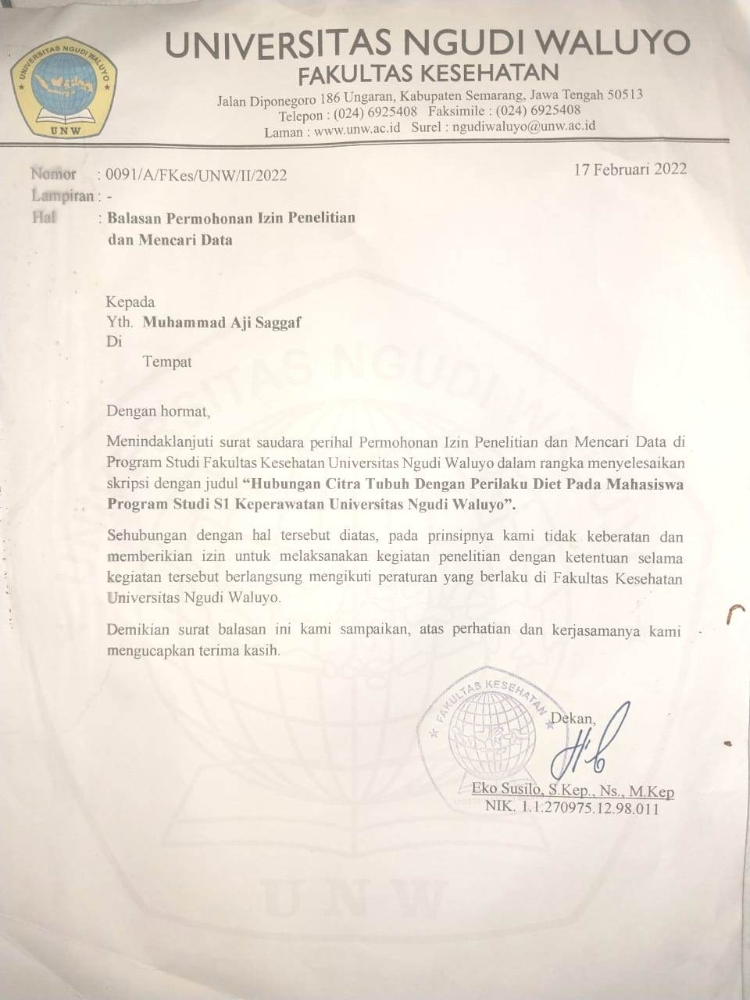 UNIVERSITAS NGUDI WALUYO
UNW
UNIVERSITAS NGUDI WALUYO
FAKULTAS KESEHATAN
Jalan Diponegoro 186 Ungaran, Kabupaten Semarang, Jawa Tengah 50513
Telepon : (024) 6925408 Faksimile : (024) 6925408
Laman : www.unw.ac.id Surel : ngudiwaluyo@unw.ac.id
Nomor : 0091/A/FKes/UNW/II/2022 17 Februari 2022
Lampiran : -
Hal : Balasan Permohonan Izin Penelitian
dan Mencari Data
Kepada
Yth. Muhammad Aji Saggaf
Di
Tempat
Dengan hormat,
Menindaklanjuti surat saudara perihal Permohonan Izin Penelitian dan Mencari Data di
Program Studi Fakultas Kesehatan Universitas Ngudi Waluyo dalam rangka menyelesaikan
skripsi dengan judul “Hubungan Citra Tubuh Dengan Perilaku Diet Pada Mahasiswa
Program Studi S1 Keperawatan Universitas Ngudi Waluyo”.
Sehubungan dengan hal tersebut diatas, pada prinsipnya kami tidak keberatan dan
memberikian izin untuk melaksanakan kegiatan penelitian dengan ketentuan selama
kegiatan tersebut berlangsung mengikuti peraturan yang berlaku di Fakultas Kesehatan
Universitas Ngudi Waluyo.
Demikian surat balasan ini kami sampaikan, atas perhatian dan kerjasamanya kami
mengucapkan terima kasih.
FAKULTAS KESEHATAN
Dekan,
Eko Susilo, S.Kep., Ns., M.Kep
NIK. 1.1.270975.12.98.011
UNW